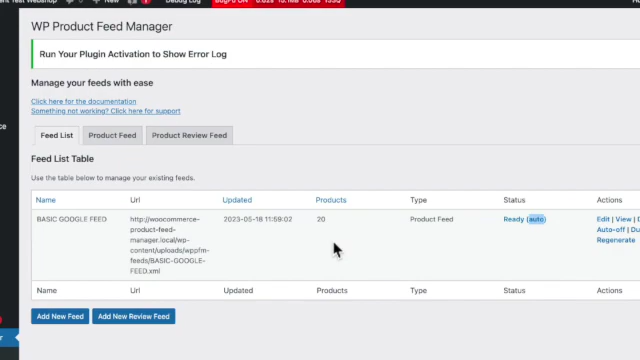 ent Test Webshop 0 New Debug Log
WP Product Feed Manager
Run Your Plugin Activation to Show Error Log
Manage your feeds with ease
Click here for the documentation
Something not working? Click here for support
Feed List Product Feed Product Review Feed
Feed List Table
Use the table below to manage your existing feeds.
Name Url Updated Products Type Status Actions
BASIC GOOGLE FEED http://woocommerce- 2023-05-18 11:59:02 20 Product Feed Ready (auto) Edit | View | D
product-feed- Auto-off | Du
manager.local/wp- Regenerate
content/uploads/wppfm-
feeds/BASIC-GOOGLE-
FEED.xml
Name Url Updated Products Type Status Actions
Add New Feed Add New Review Feed